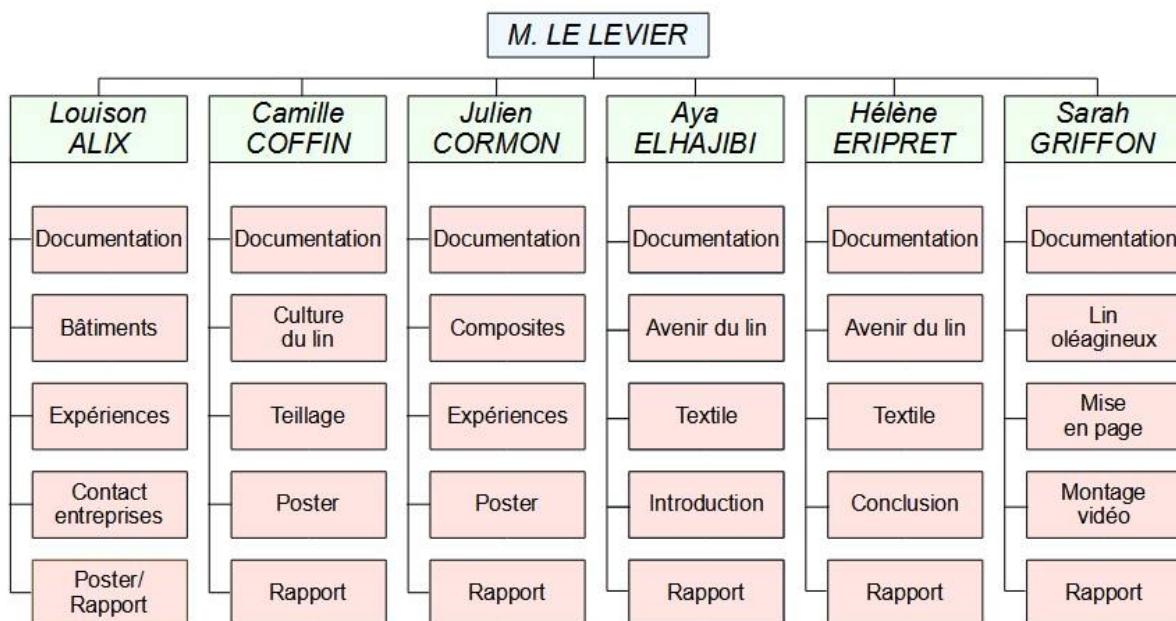 M. LE LEVIER
Louison
ALIX
Camille
COFFIN
Julien
CORMON
Aya
ELHAJIBI
Hélène
ERIPRET
Sarah
GRIFFON
Documentation
Documentation
Documentation
Documentation
Documentation
Documentation
Bâtiments
Culture
du lin
Composites
Avenir du lin
Avenir du lin
Lin
oléagineux
Expériences
Teillage
Expériences
Textile
Textile
Mise
en page
Contact
entreprises
Poster
Poster
Introduction
Conclusion
Montage
vidéo
Poster/
Rapport
Rapport
Rapport
Rapport
Rapport
Rapport